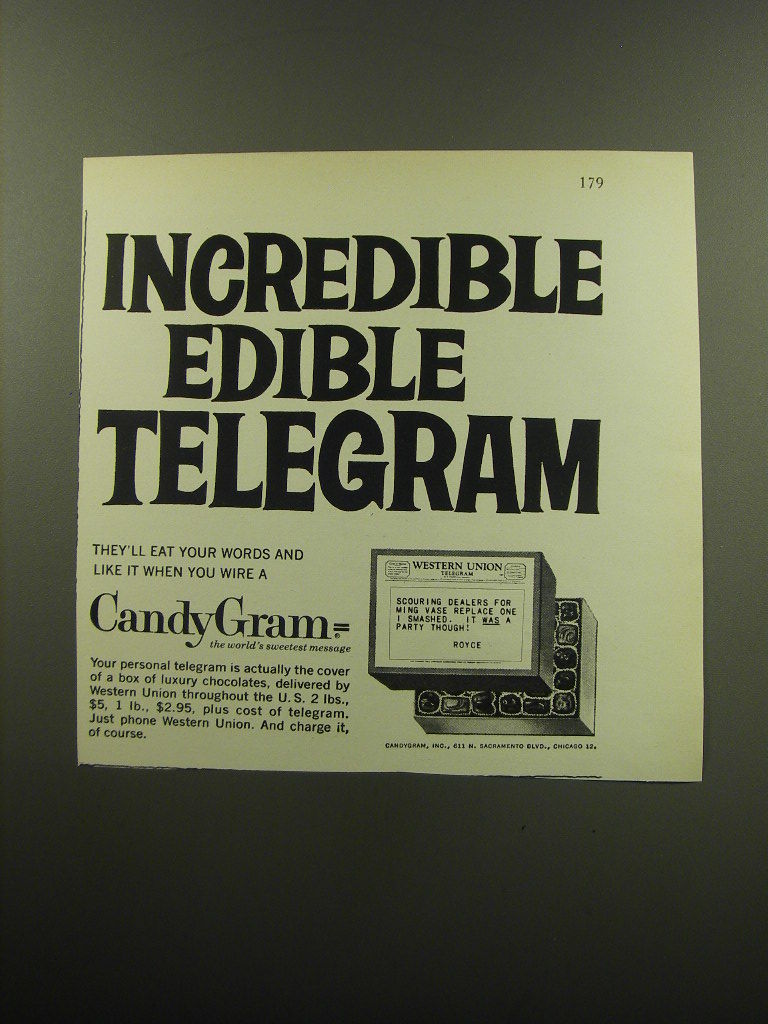 179
INCREDIBLE
EDIBLE
TELEGRAM
THEY'LL EAT YOUR WORDS AND
LIKE IT WHEN YOU WIRE A
CandyGram=®
the world's sweetest message
Your personal telegram is actually the cover
of a box of luxury chocolates, delivered by
Western Union throughout the U.S. 2 lbs.,
$5, 1 lb., $2.95, plus cost of telegram.
Just phone Western Union. And charge it,
of course.
WESTERN UNION
TELEGRAM
SCOURING DEALERS FOR
MING VASE REPLACE ONE
I SMASHED. IT WAS A
PARTY THOUGH!
ROYCE
CANDYGRAM, INC., 611 N. SACRAMENTO BLVD., CHICAGO 12.